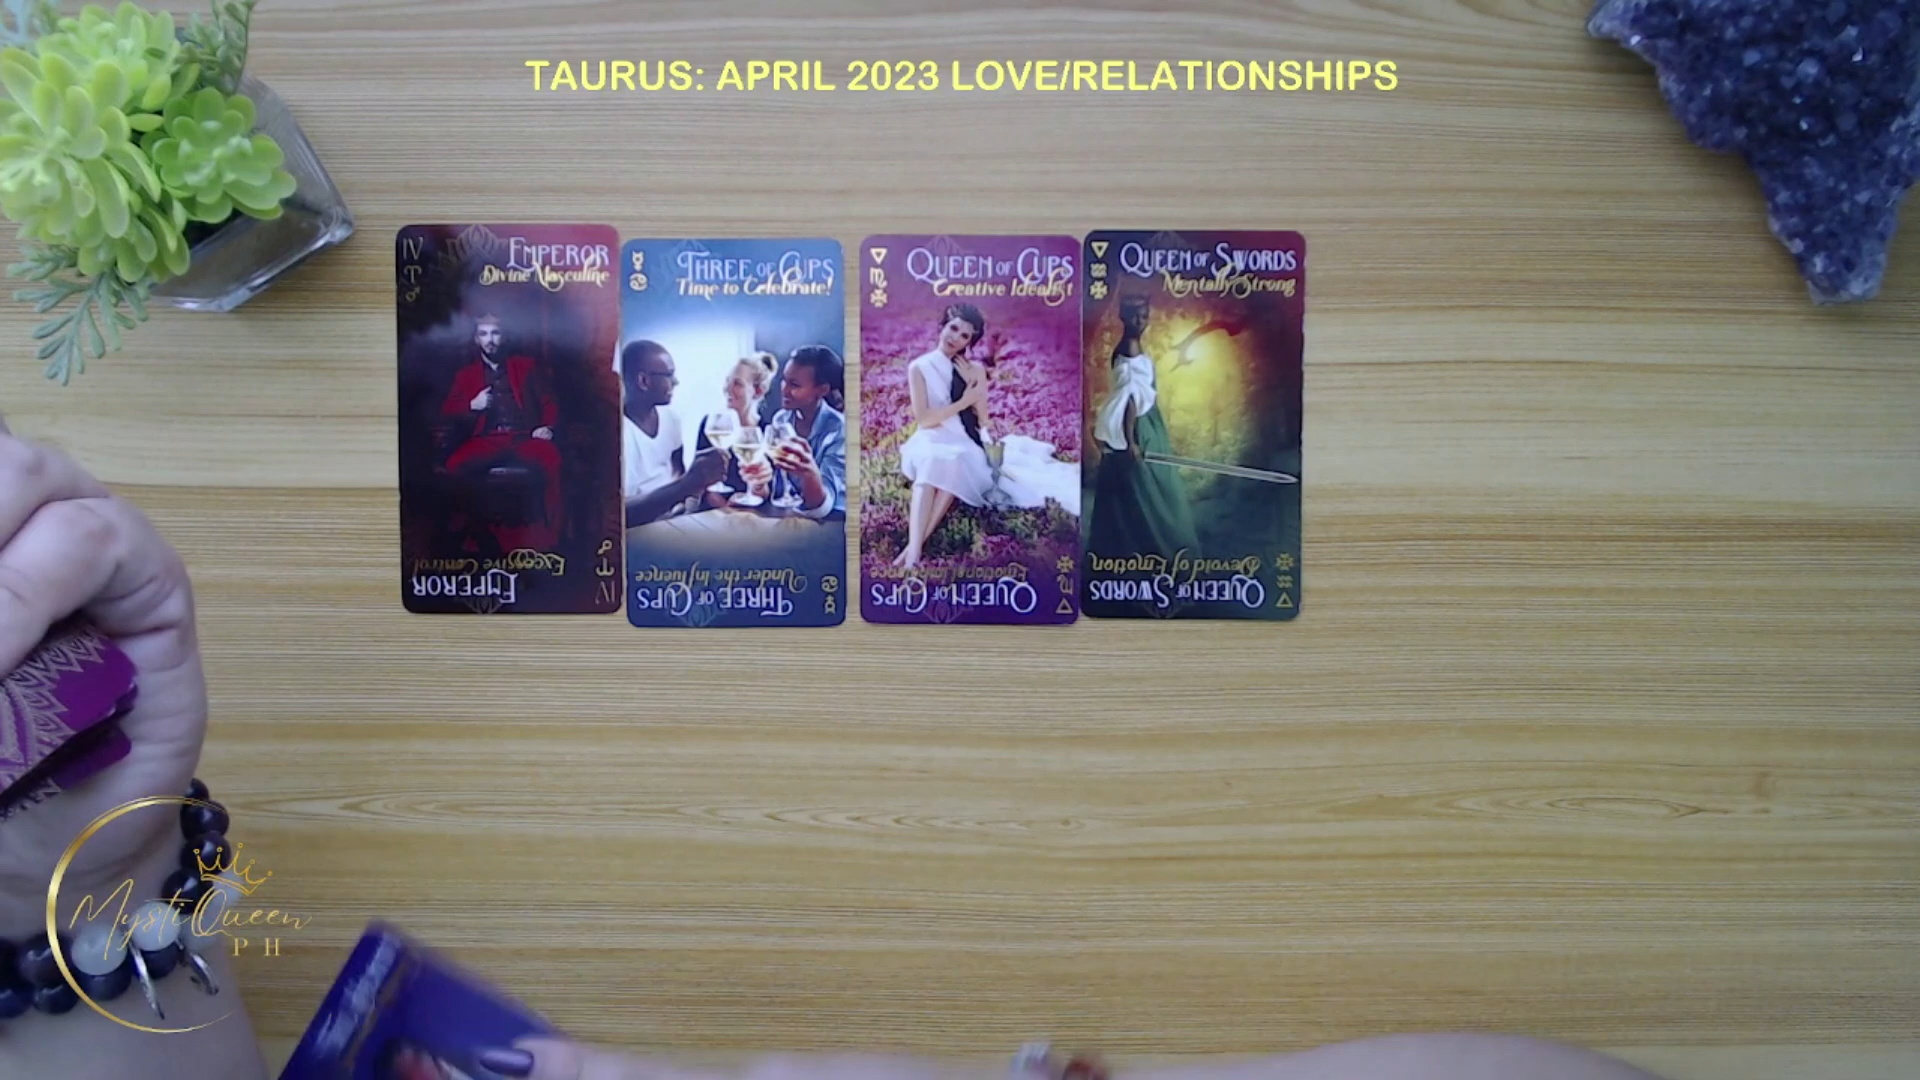 TAURUS: APRIL 2023 LOVE/RELATIONSHIPS
IV
EMPEROR
Divine Masculine
Excessive Control
EMPEROR
IV
THREE OF CUPS
Time to Celebrate!
Under the Influence
THREE OF CUPS
QUEEN OF CUPS
Creative Idealist
Emotional Imbalance
QUEEN OF CUPS
QUEEN OF SWORDS
Mentally Strong
Devoid of Emotion
QUEEN OF SWORDS
MystiQueen
PH